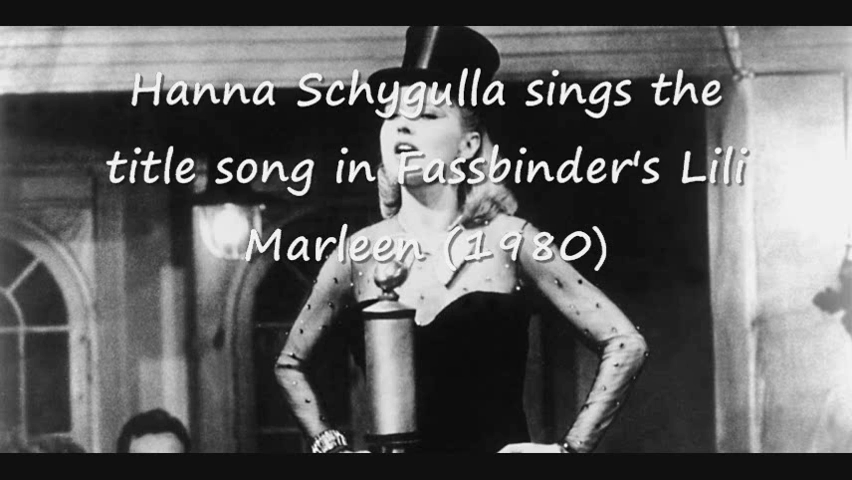 Hanna Schygulla sings the
title song in Fassbinder's Lili
Marleen (1980)